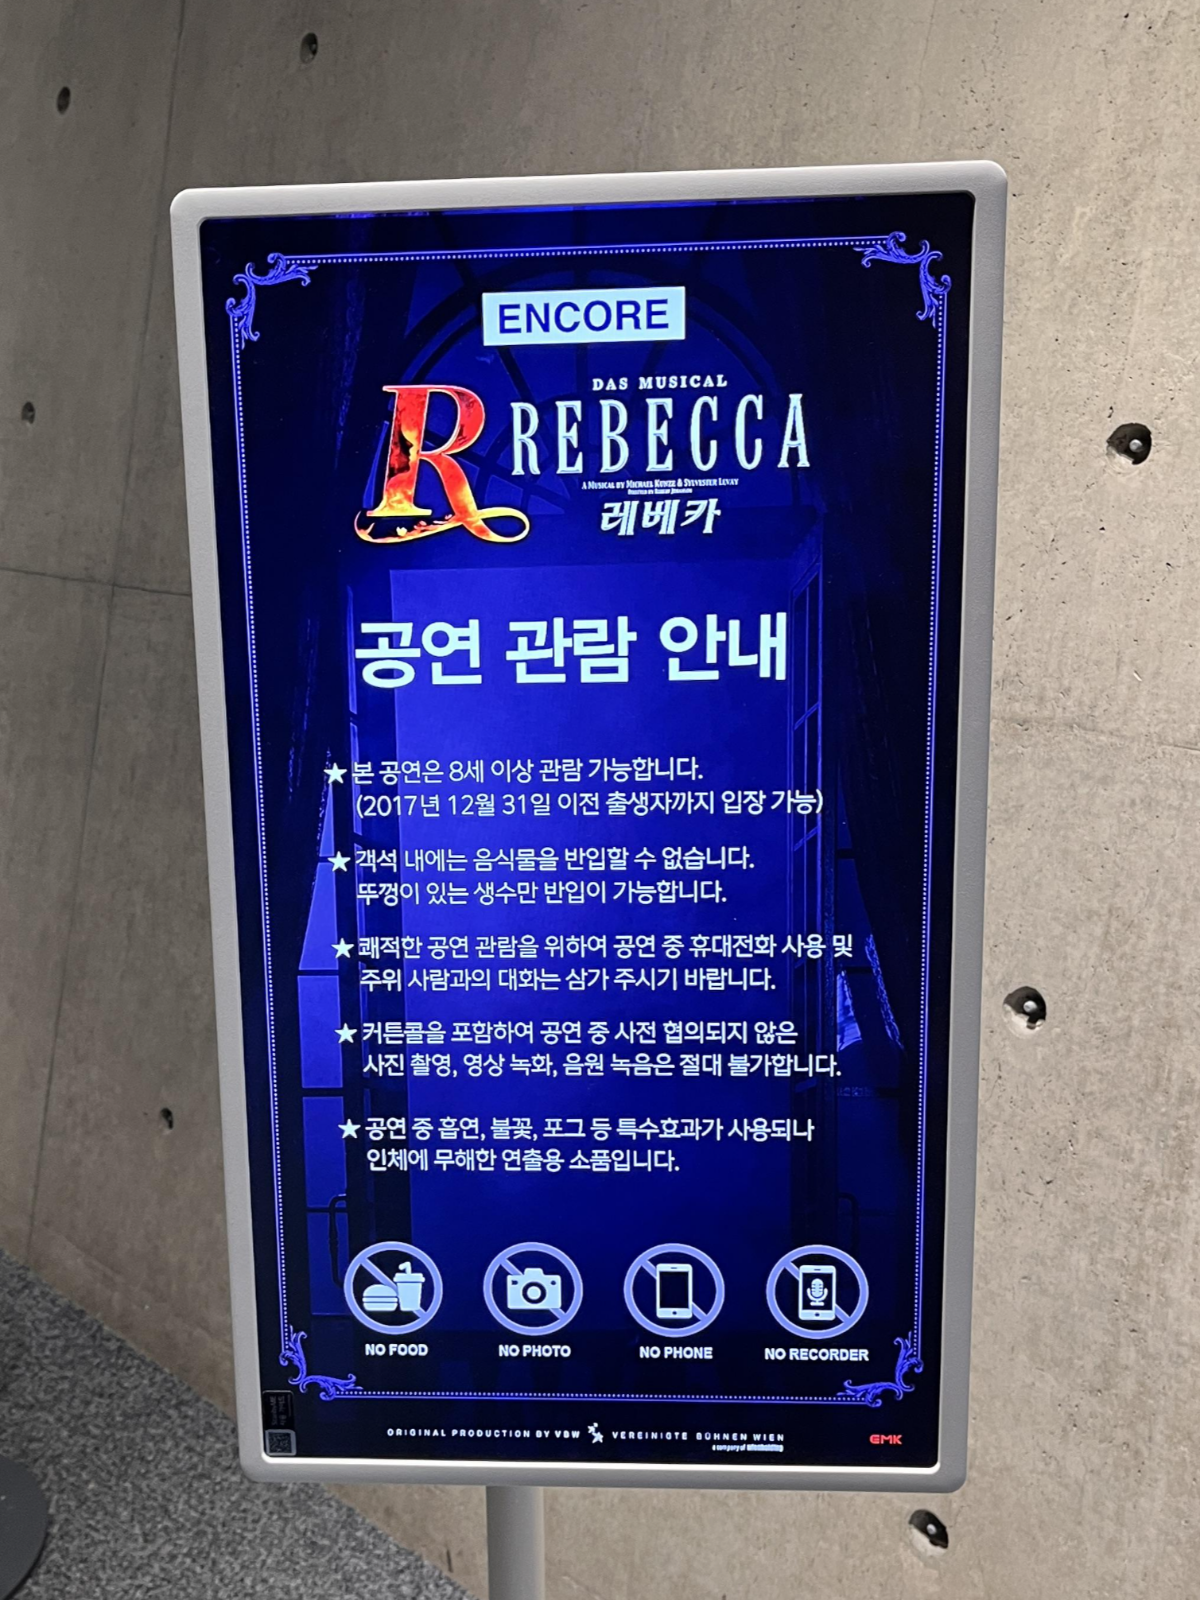 ENCORE
DAS MUSICAL
REBECCA
A MUSICAL BY MICHAEL KUNZE & SYLVESTER LEVAY
레베카
공연 관람 안내
★ 본 공연은 8세 이상 관람 가능합니다.
(2017년 12월 31일 이전 출생자까지 입장 가능)
★ 객석 내에는 음식물을 반입할 수 없습니다.
뚜껑이 있는 생수만 반입이 가능합니다.
★ 쾌적한 공연 관람을 위하여 공연 중 휴대전화 사용 및
주위 사람과의 대화는 삼가 주시기 바랍니다.
★ 커튼콜을 포함하여 공연 중 사전 협의되지 않은
사진 촬영, 영상 녹화, 음원 녹음은 절대 불가합니다.
★ 공연 중 흡연, 불꽃, 포그 등 특수효과가 사용되나
인체에 무해한 연출용 소품입니다.
NO FOOD NO PHOTO NO PHONE NO RECORDER
ORIGINAL PRODUCTION BY VBW VEREINIGTE BÜHNEN WIEN
a company of
EMK